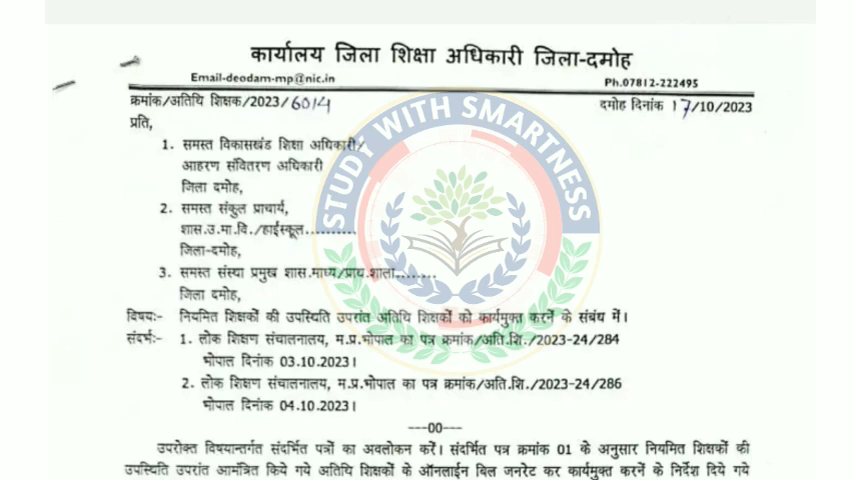 कार्यालय जिला शिक्षा अधिकारी जिला-दमोह
Email-deodam-mp@nic.in Ph.07812-222495
क्रमांक/अतिथि शिक्षक/2023/6014 दमोह दिनांक 17/10/2023
प्रति,
1. समस्त विकासखंड शिक्षा अधिकारी/
आहरण संवितरण अधिकारी
जिला दमोह,
2. समस्त संकुल प्राचार्य,
शास.उ.मा.वि./हाईस्कूल..........
जिला-दमोह,
3. समस्त संस्था प्रमुख शास.माध्य/प्राथ.शाला........
जिला दमोह,
विषयः- नियमित शिक्षकों की उपस्थिति उपरांत अतिथि शिक्षकों को कार्यमुक्त करनें के संबंध में।
संदर्भः- 1. लोक शिक्षण संचालनालय, म.प्र.भोपाल का पत्र क्रमांक/अति.शि./2023-24/284
भोपाल दिनांक 03.10.2023।
2. लोक शिक्षण संचालनालय, म.प्र.भोपाल का पत्र क्रमांक/अति.शि./2023-24/286
भोपाल दिनांक 04.10.2023।
---00---
उपरोक्त विषयान्तर्गत संदर्भित पत्रों का अवलोकन करें। संदर्भित पत्र क्रमांक 01 के अनुसार नियमित शिक्षकों की
उपस्थिति उपरांत आमंत्रित किये गये अतिथि शिक्षकों के ऑनलाईन बिल जनरेट कर कार्यमुक्त करनें के निर्देश दिये गये
STUDY WITH SMARTNESS